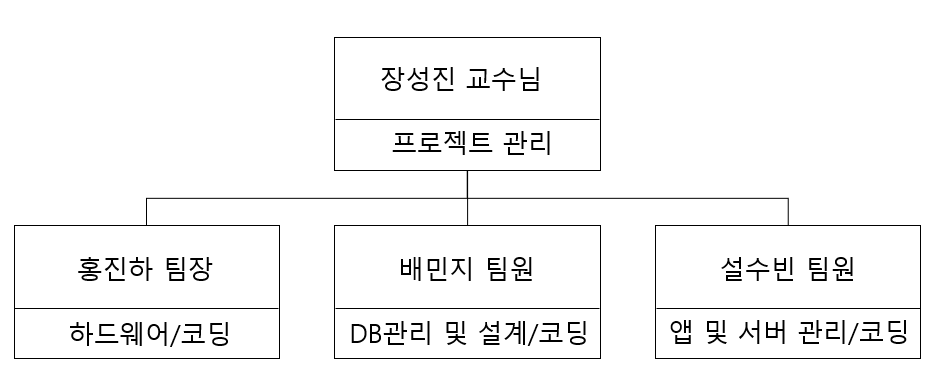 장성진 교수님
프로젝트 관리
홍진하 팀장
하드웨어/코딩
배민지 팀원
DB관리 및 설계/코딩
설수빈 팀원
앱 및 서버 관리/코딩